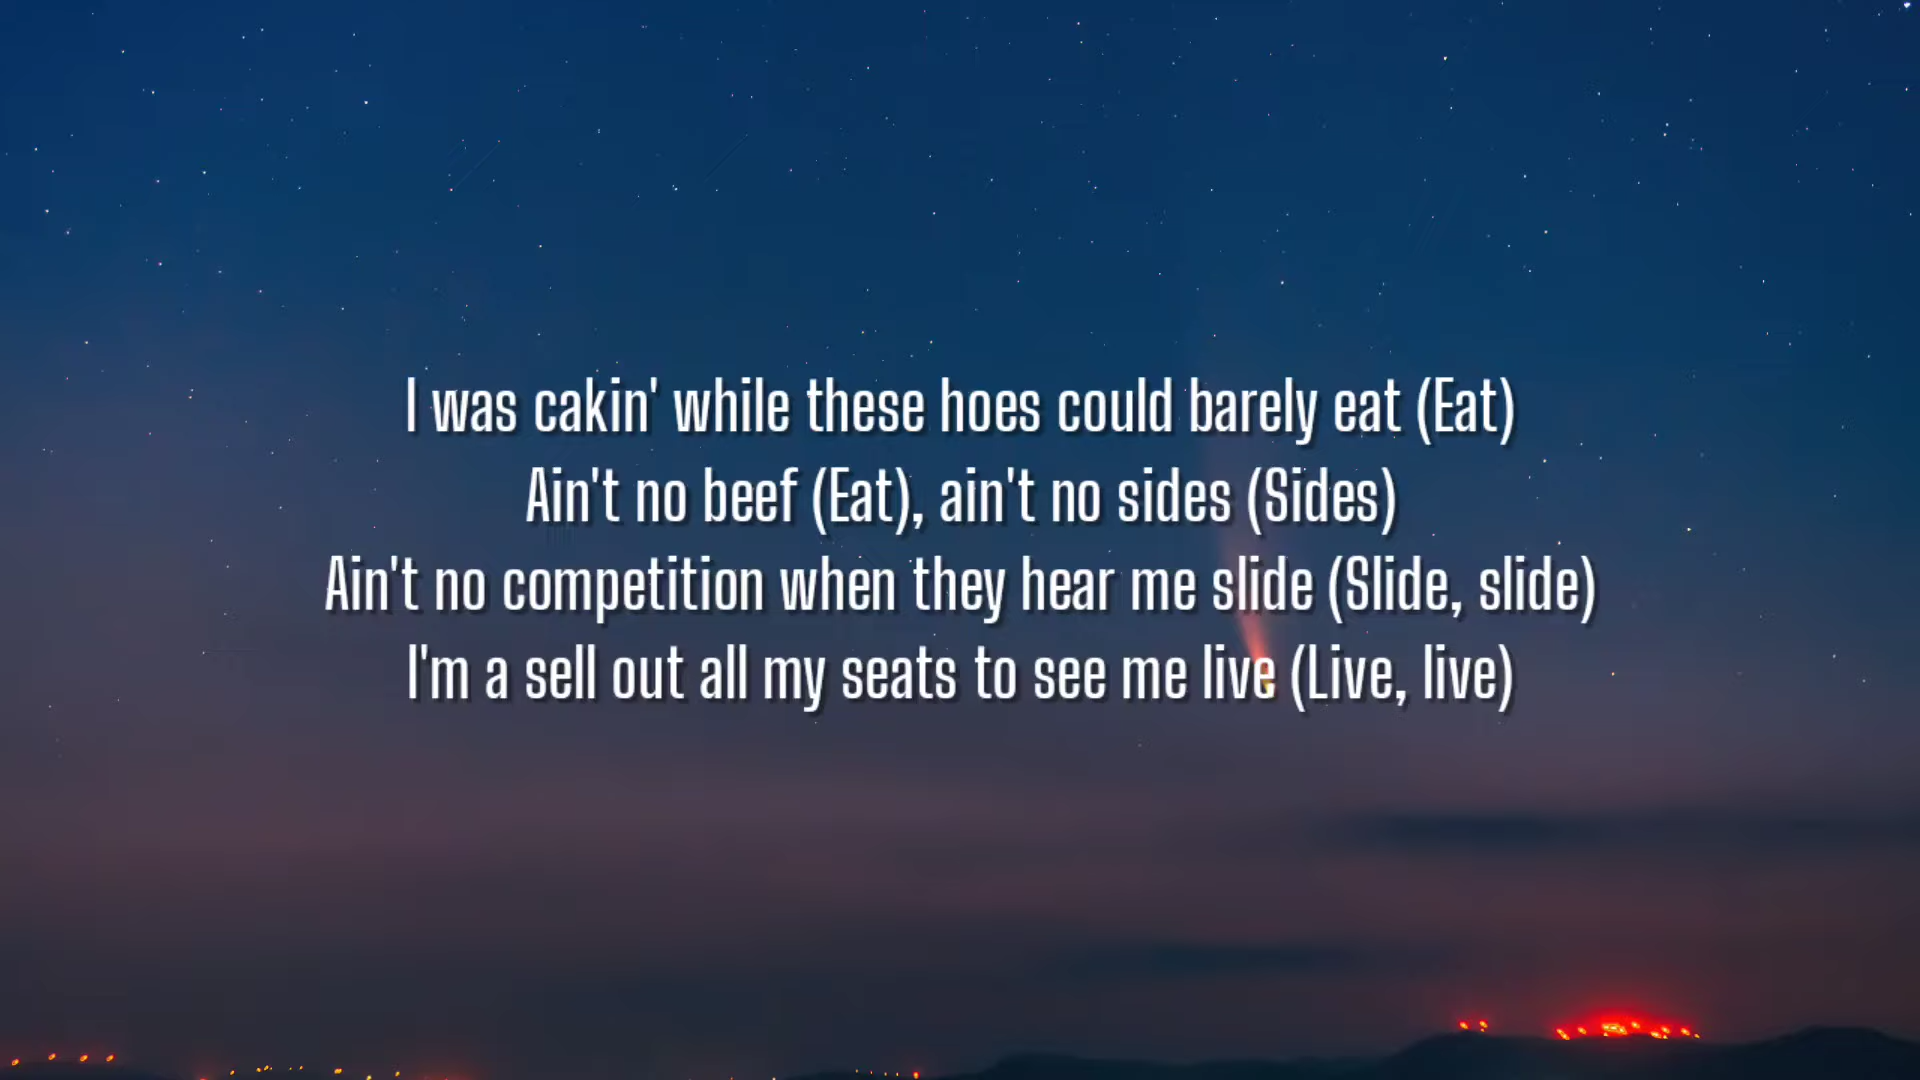 I was cakin' while these hoes could barely eat (Eat)
Ain't no beef (Eat), ain't no sides (Sides)
Ain't no competition when they hear me slide (Slide, slide)
I'm a sell out all my seats to see me live (Live, live)